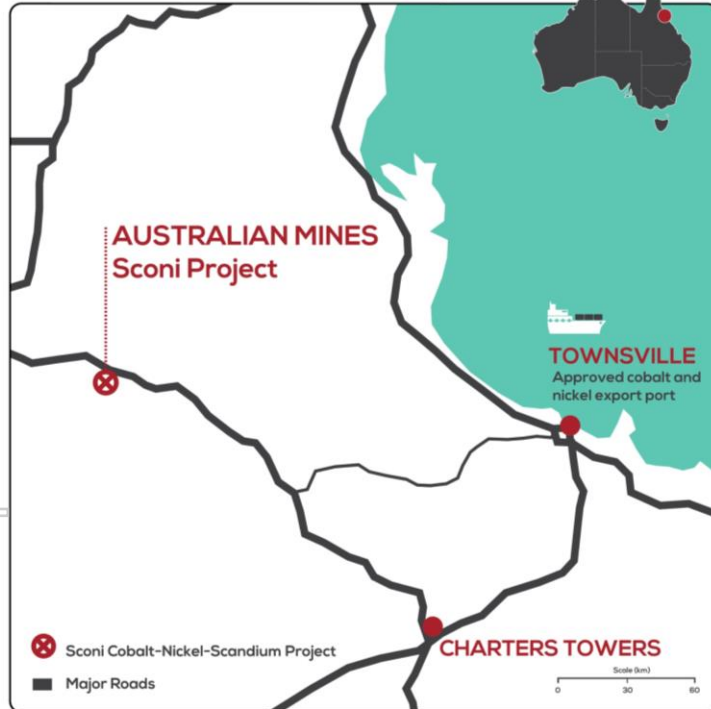 AUSTRALIAN MINES
Sconi Project
TOWNSVILLE
Approved cobalt and
nickel export port
CHARTERS TOWERS
Sconi Cobalt-Nickel-Scandium Project
Major Roads
Scale (km)
0 30 60